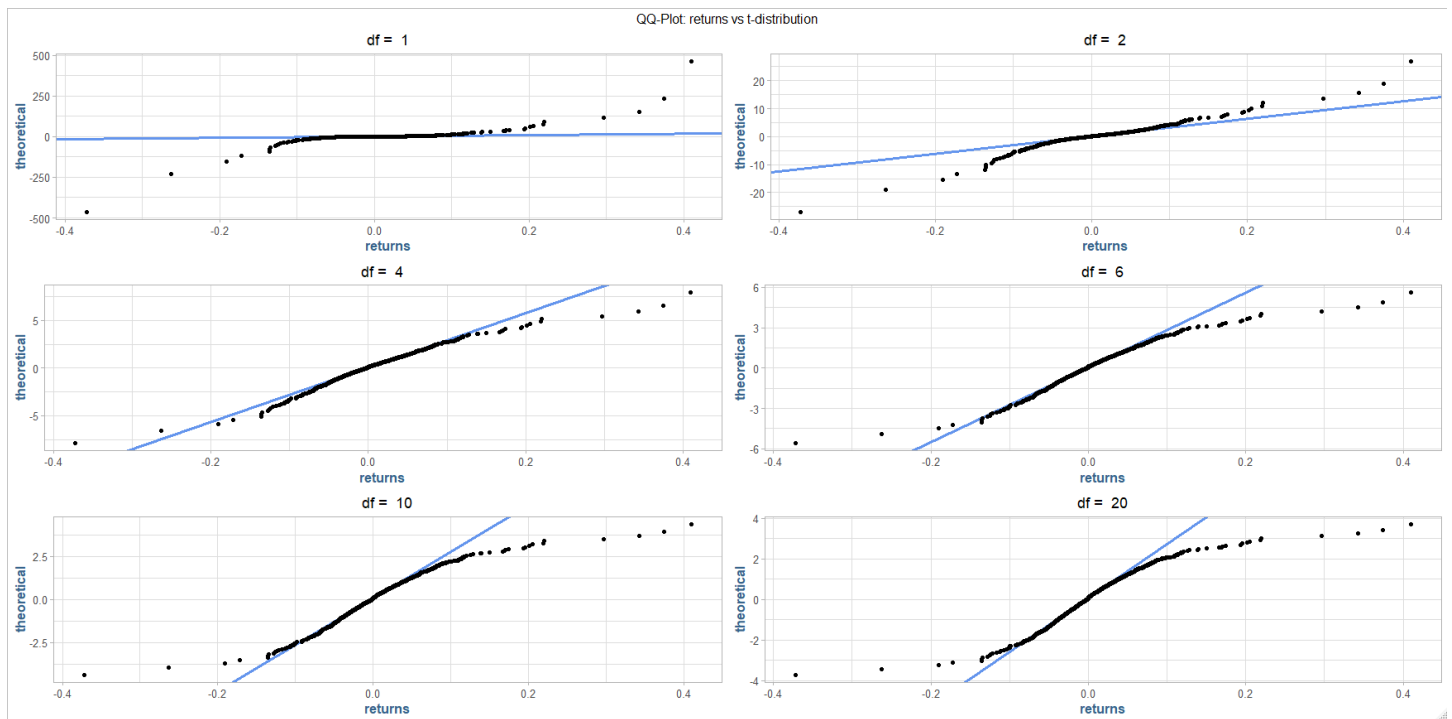 QQ-Plot: returns vs t-distribution
df = 1
500
250
0
-250
-500
theoretical
-0.4 -0.2 0.0 0.2 0.4
returns
df = 2
20
10
0
-10
-20
theoretical
-0.4 -0.2 0.0 0.2 0.4
returns
df = 4
5
0
-5
theoretical
-0.4 -0.2 0.0 0.2 0.4
returns
df = 6
6
3
0
-3
-6
theoretical
-0.4 -0.2 0.0 0.2 0.4
returns
df = 10
2.5
0.0
-2.5
theoretical
-0.4 -0.2 0.0 0.2 0.4
returns
df = 20
4
2
0
-2
-4
theoretical
-0.4 -0.2 0.0 0.2 0.4
returns